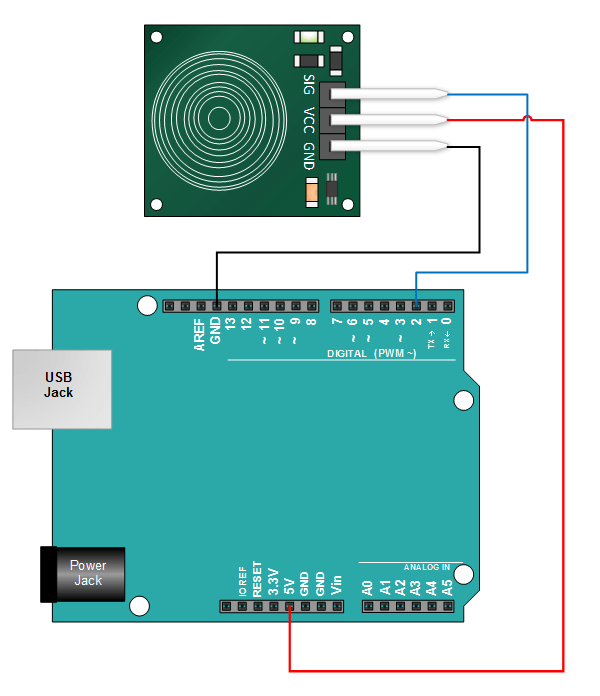 SIG
VCC
GND
AREF
GND
13
12
~ 11
~ 10
~ 9
8
7
~ 6
~ 5
4
~ 3
2
TX → 1
RX ← 0
DIGITAL (PWM ~)
USB
Jack
Power
Jack
IOREF
RESET
3.3V
5V
GND
GND
Vin
ANALOG IN
A0
A1
A2
A3
A4
A5